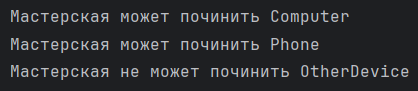 Мастерская может починить Computer
Мастерская может починить Phone
Мастерская не может починить OtherDevice